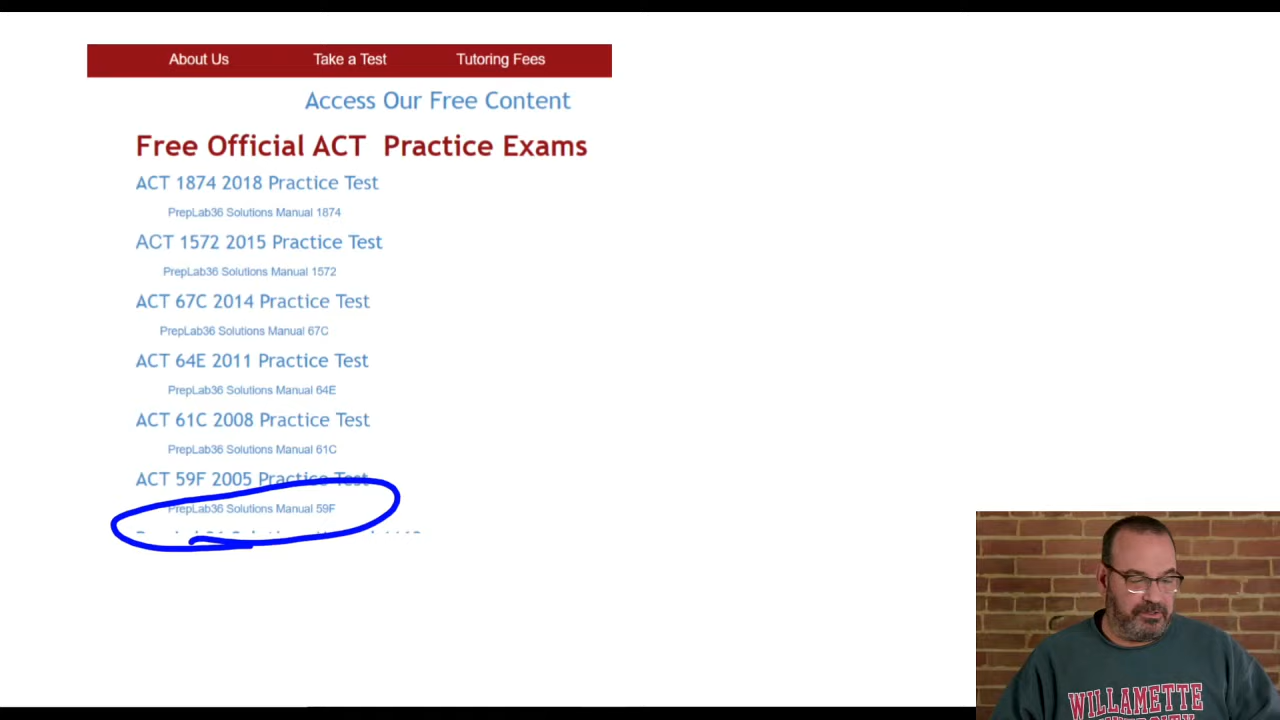 About Us Take a Test Tutoring Fees
Access Our Free Content
Free Official ACT Practice Exams
ACT 1874 2018 Practice Test
PrepLab36 Solutions Manual 1874
ACT 1572 2015 Practice Test
PrepLab36 Solutions Manual 1572
ACT 67C 2014 Practice Test
PrepLab36 Solutions Manual 67C
ACT 64E 2011 Practice Test
PrepLab36 Solutions Manual 64E
ACT 61C 2008 Practice Test
PrepLab36 Solutions Manual 61C
ACT 59F 2005 Practice Test
PrepLab36 Solutions Manual 59F
WILLAMETTE